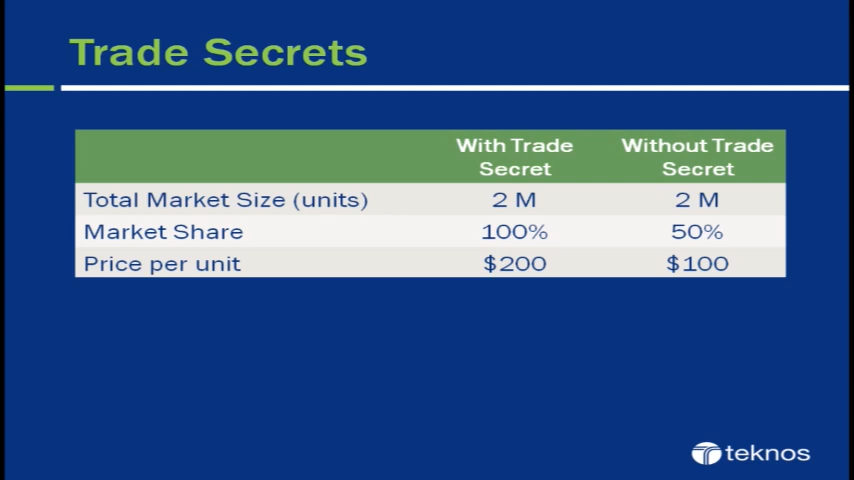 Trade Secrets
With Trade Secret Without Trade Secret
Total Market Size (units) 2 M 2 M
Market Share 100% 50%
Price per unit $200 $100
teknos